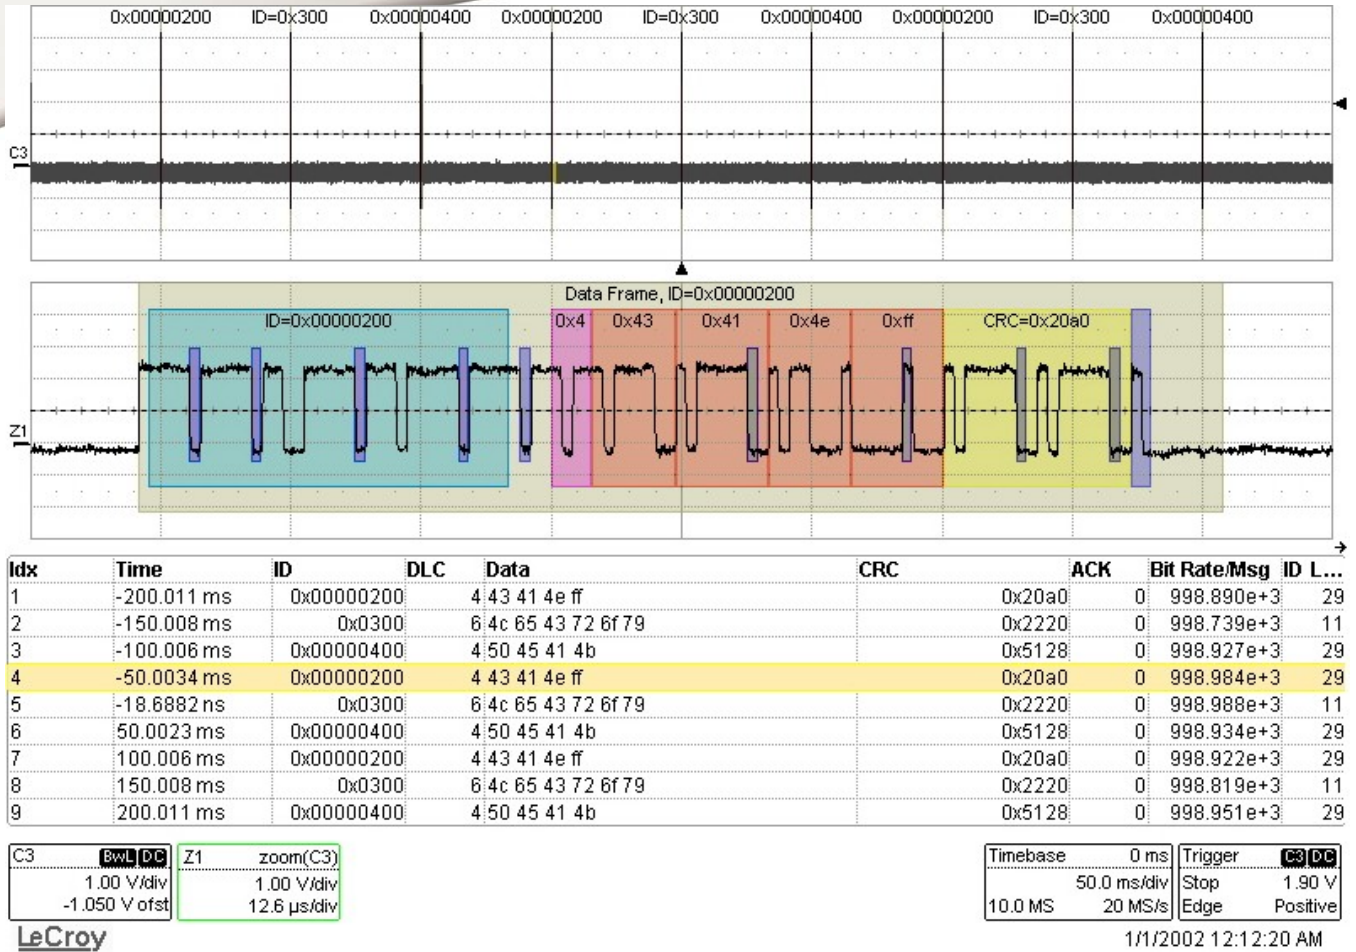 0x00000200 ID=0x300 0x00000400 0x00000200 ID=0x300 0x00000400 0x00000200 ID=0x300 0x00000400
C3
Data Frame, ID=0x00000200
ID=0x00000200 0x4 0x43 0x41 0x4e 0xff CRC=0x20a0
Z1
Idx Time ID DLC Data CRC ACK Bit Rate/Msg ID L...
1 -200.011 ms 0x00000200 4 43 41 4e ff 0x20a0 0 998.890e+3 29
2 -150.008 ms 0x0300 6 4c 65 43 72 6f 79 0x2220 0 998.739e+3 11
3 -100.006 ms 0x00000400 4 50 45 41 4b 0x5128 0 998.927e+3 29
4 -50.0034 ms 0x00000200 4 43 41 4e ff 0x20a0 0 998.984e+3 29
5 -18.6882 ns 0x0300 6 4c 65 43 72 6f 79 0x2220 0 998.988e+3 11
6 50.0023 ms 0x00000400 4 50 45 41 4b 0x5128 0 998.934e+3 29
7 100.006 ms 0x00000200 4 43 41 4e ff 0x20a0 0 998.922e+3 29
8 150.008 ms 0x0300 6 4c 65 43 72 6f 79 0x2220 0 998.819e+3 11
9 200.011 ms 0x00000400 4 50 45 41 4b 0x5128 0 998.951e+3 29
C3 BwL DC Z1 zoom(C3) Timebase 0 ms Trigger C3 DC
1.00 V/div 1.00 V/div 50.0 ms/div Stop 1.90 V
-1.050 V ofst 12.6 µs/div 10.0 MS 20 MS/s Edge Positive
LeCroy 1/1/2002 12:12:20 AM